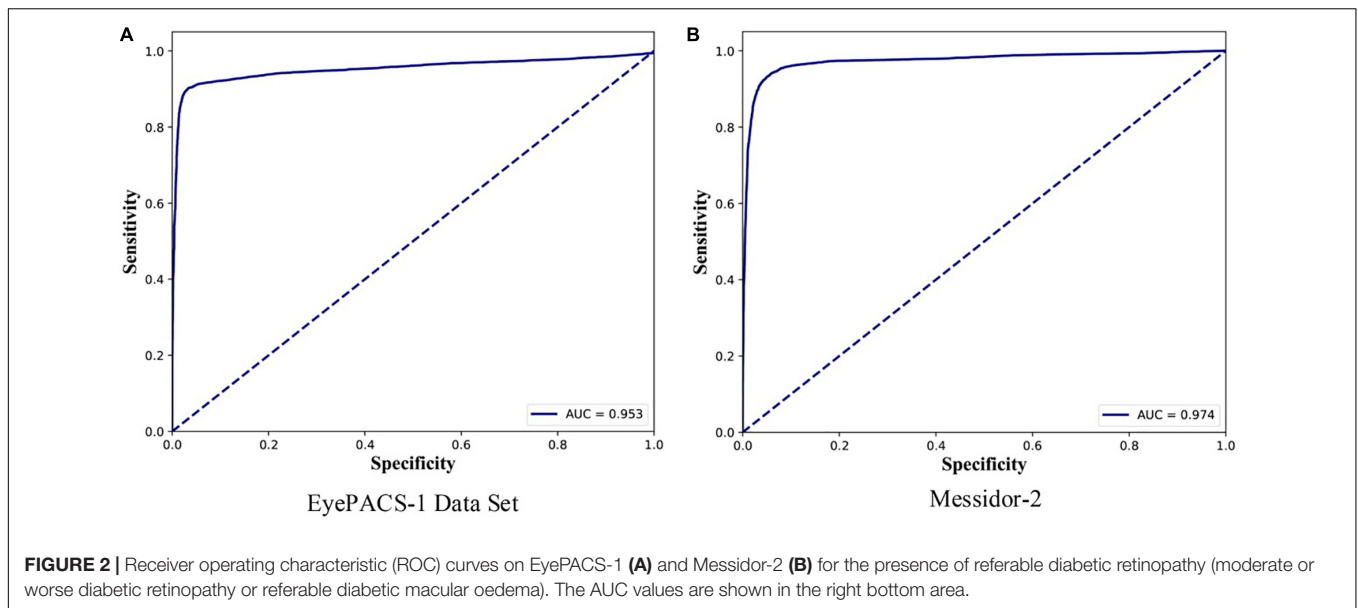 A
1.0
0.8
0.6
0.4
0.2
0.0
Sensitivity
0.0 0.2 0.4 0.6 0.8 1.0
Specificity
AUC = 0.953
EyePACS-1 Data Set
B
1.0
0.8
0.6
0.4
0.2
0.0
Sensitivity
0.0 0.2 0.4 0.6 0.8 1.0
Specificity
AUC = 0.974
Messidor-2
FIGURE 2 | Receiver operating characteristic (ROC) curves on EyePACS-1 (A) and Messidor-2 (B) for the presence of referable diabetic retinopathy (moderate or
worse diabetic retinopathy or referable diabetic macular oedema). The AUC values are shown in the right bottom area.